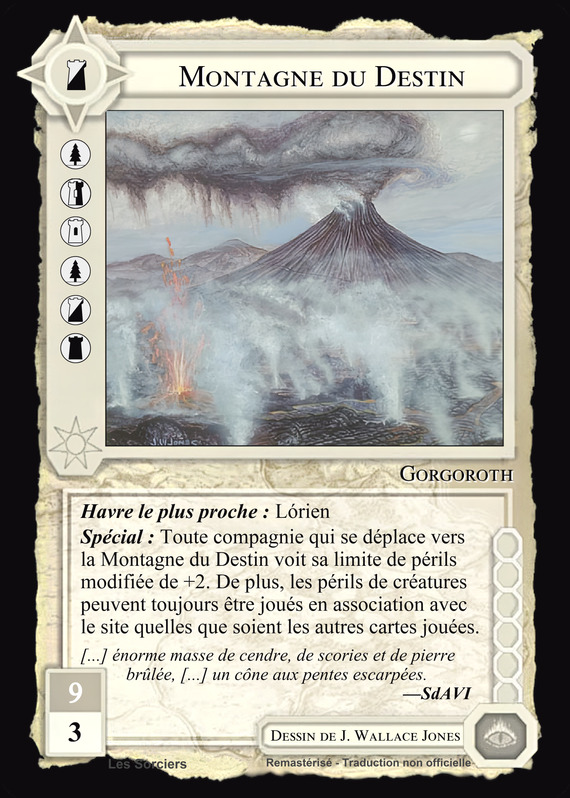 Montagne du Destin
J.W.JONES
Gorgoroth
Havre le plus proche : Lórien
Spécial : Toute compagnie qui se déplace vers
la Montagne du Destin voit sa limite de périls
modifiée de +2. De plus, les périls de créatures
peuvent toujours être joués en association avec
le site quelles que soient les autres cartes jouées.
[...] énorme masse de cendre, de scories et de pierre
brûlée, [...] un cône aux pentes escarpées.
—SdAVI
9
3
Dessin de J. Wallace Jones
Les Sorciers
Remastérisé - Traduction non officielle